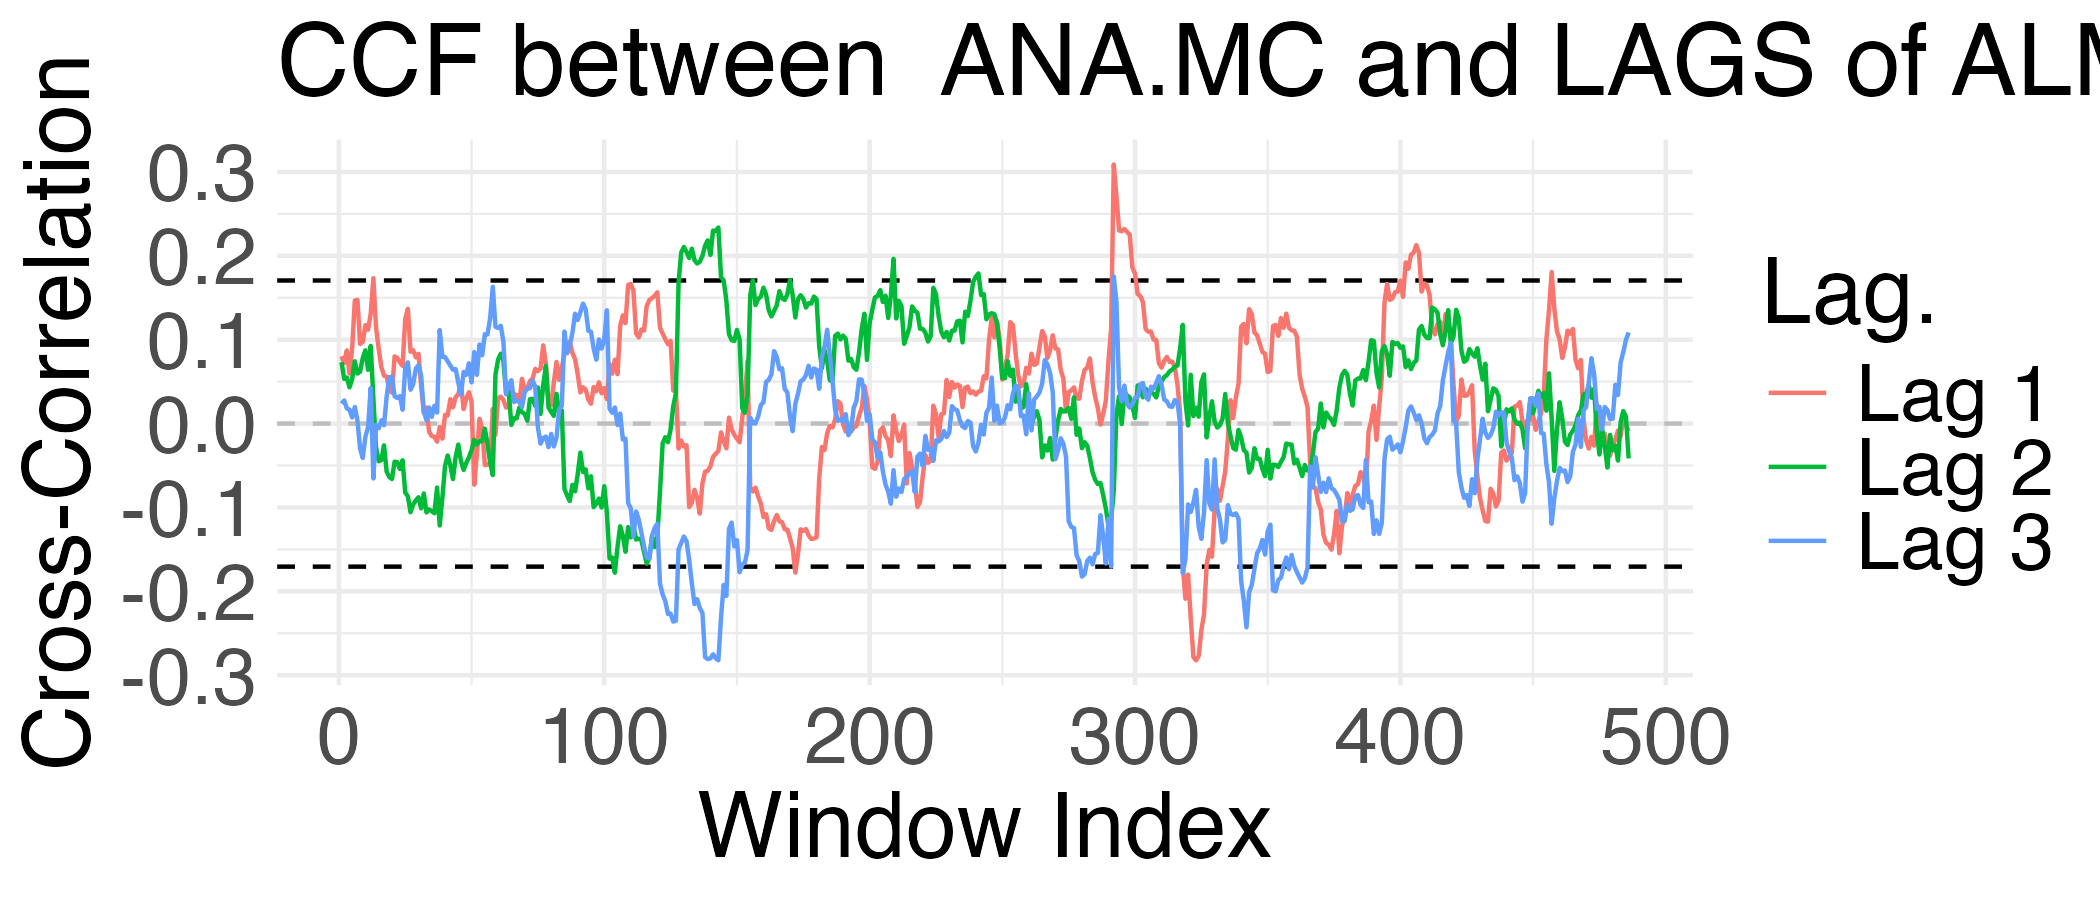 CCF between ANA.MC and LAGS of
Cross-Correlation
0.3
0.2
0.1
0.0
-0.1
-0.2
-0.3
0 100 200 300 400 500
Window Index
Lag.
Lag 1
Lag 2
Lag 3